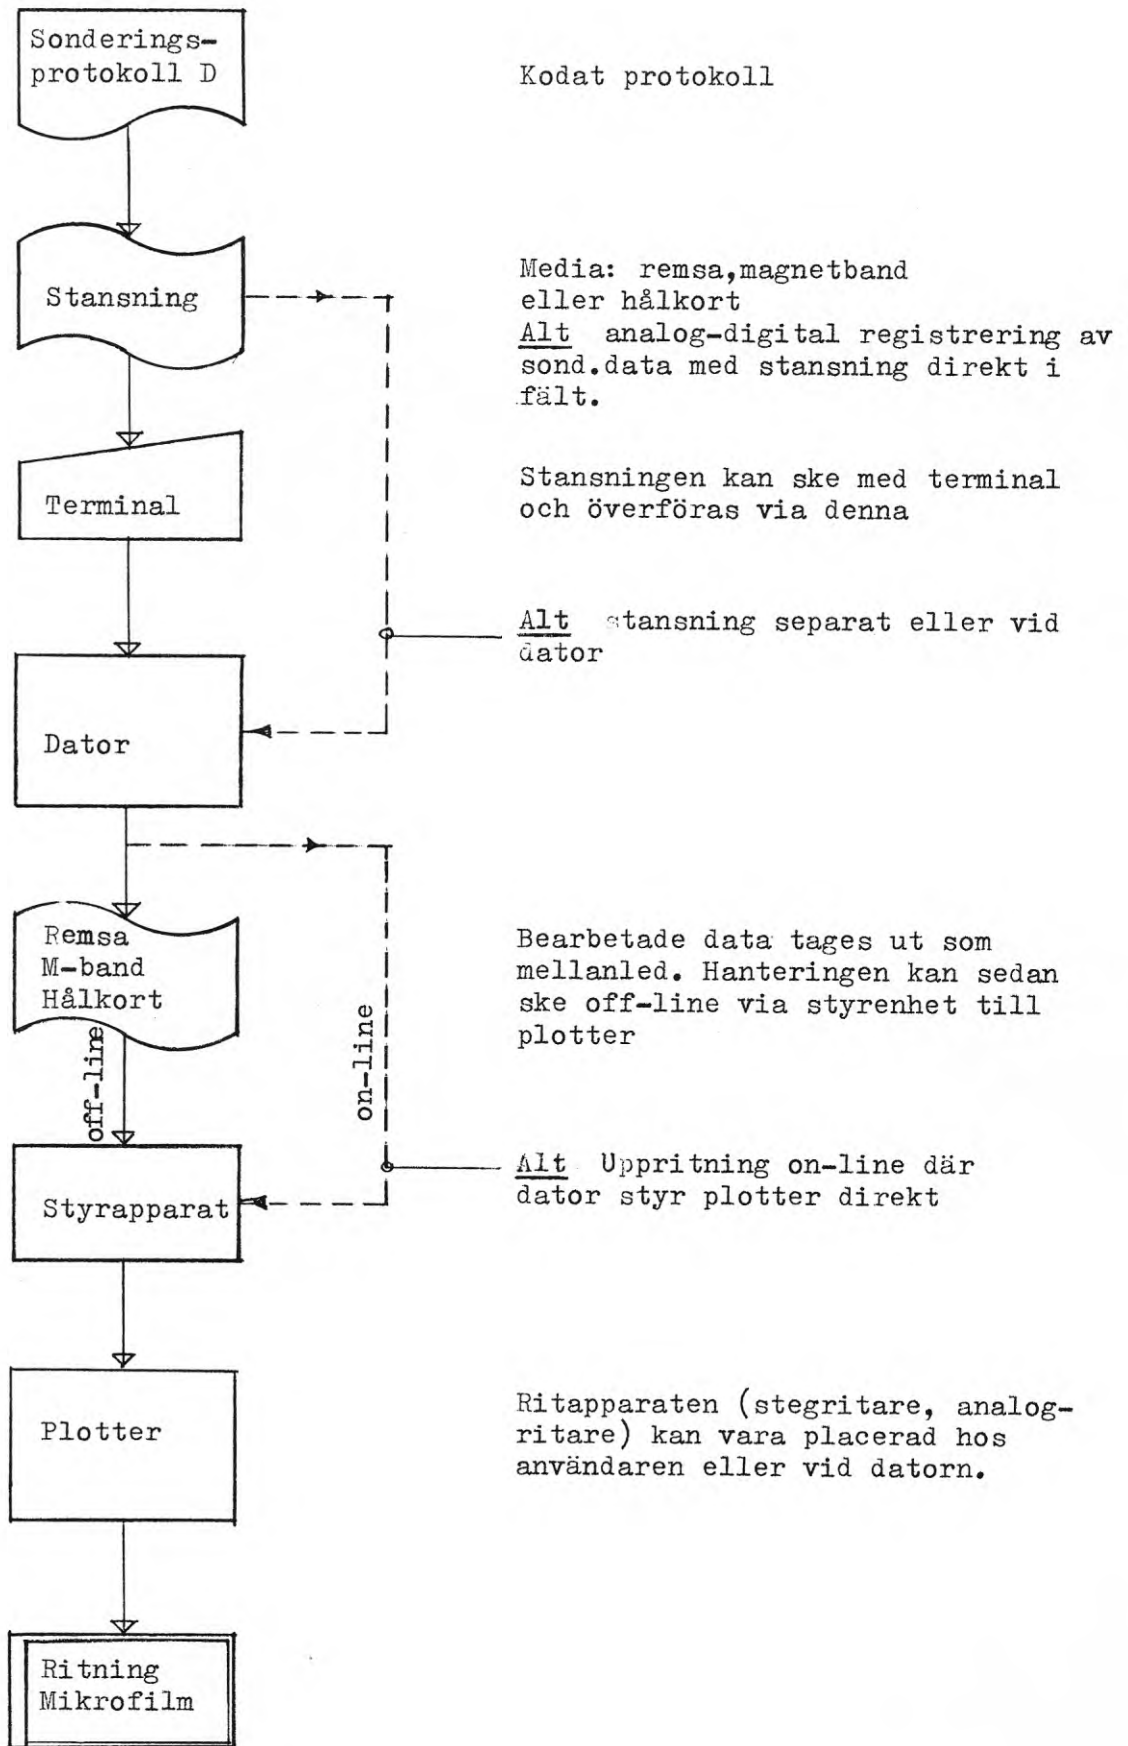 Sonderings-
protokoll D
Kodat protokoll
Stansning
Media: remsa,magnetband
eller hålkort
Alt analog-digital registrering av
sond.data med stansning direkt i
fält.
Terminal
Stansningen kan ske med terminal
och överföras via denna
Alt stansning separat eller vid
dator
Dator
Remsa
M-band
Hålkort
Bearbetade data tages ut som
mellanled. Hanteringen kan sedan
ske off-line via styrenhet till
plotter
off-line
on-line
Alt Uppritning on-line där
dator styr plotter direkt
Styrapparat
Plotter
Ritapparaten (stegritare, analog-
ritare) kan vara placerad hos
användaren eller vid datorn.
Ritning
Mikrofilm